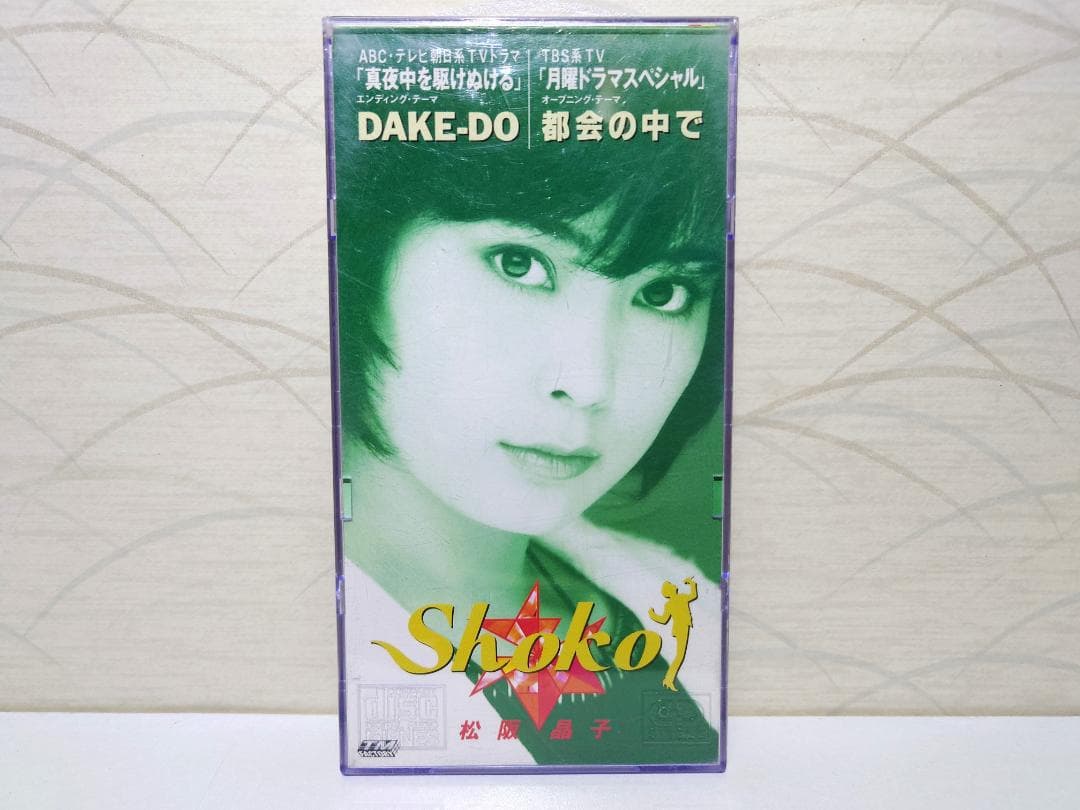 ABC・テレビ朝日系TVドラマ
「真夜中を駆けぬける」
エンディング・テーマ
DAKE-DO
TBS系TV
「月曜ドラマスペシャル」
オープニング・テーマ
都会の中で
Shoko
松阪 晶子
TM
FACTORY